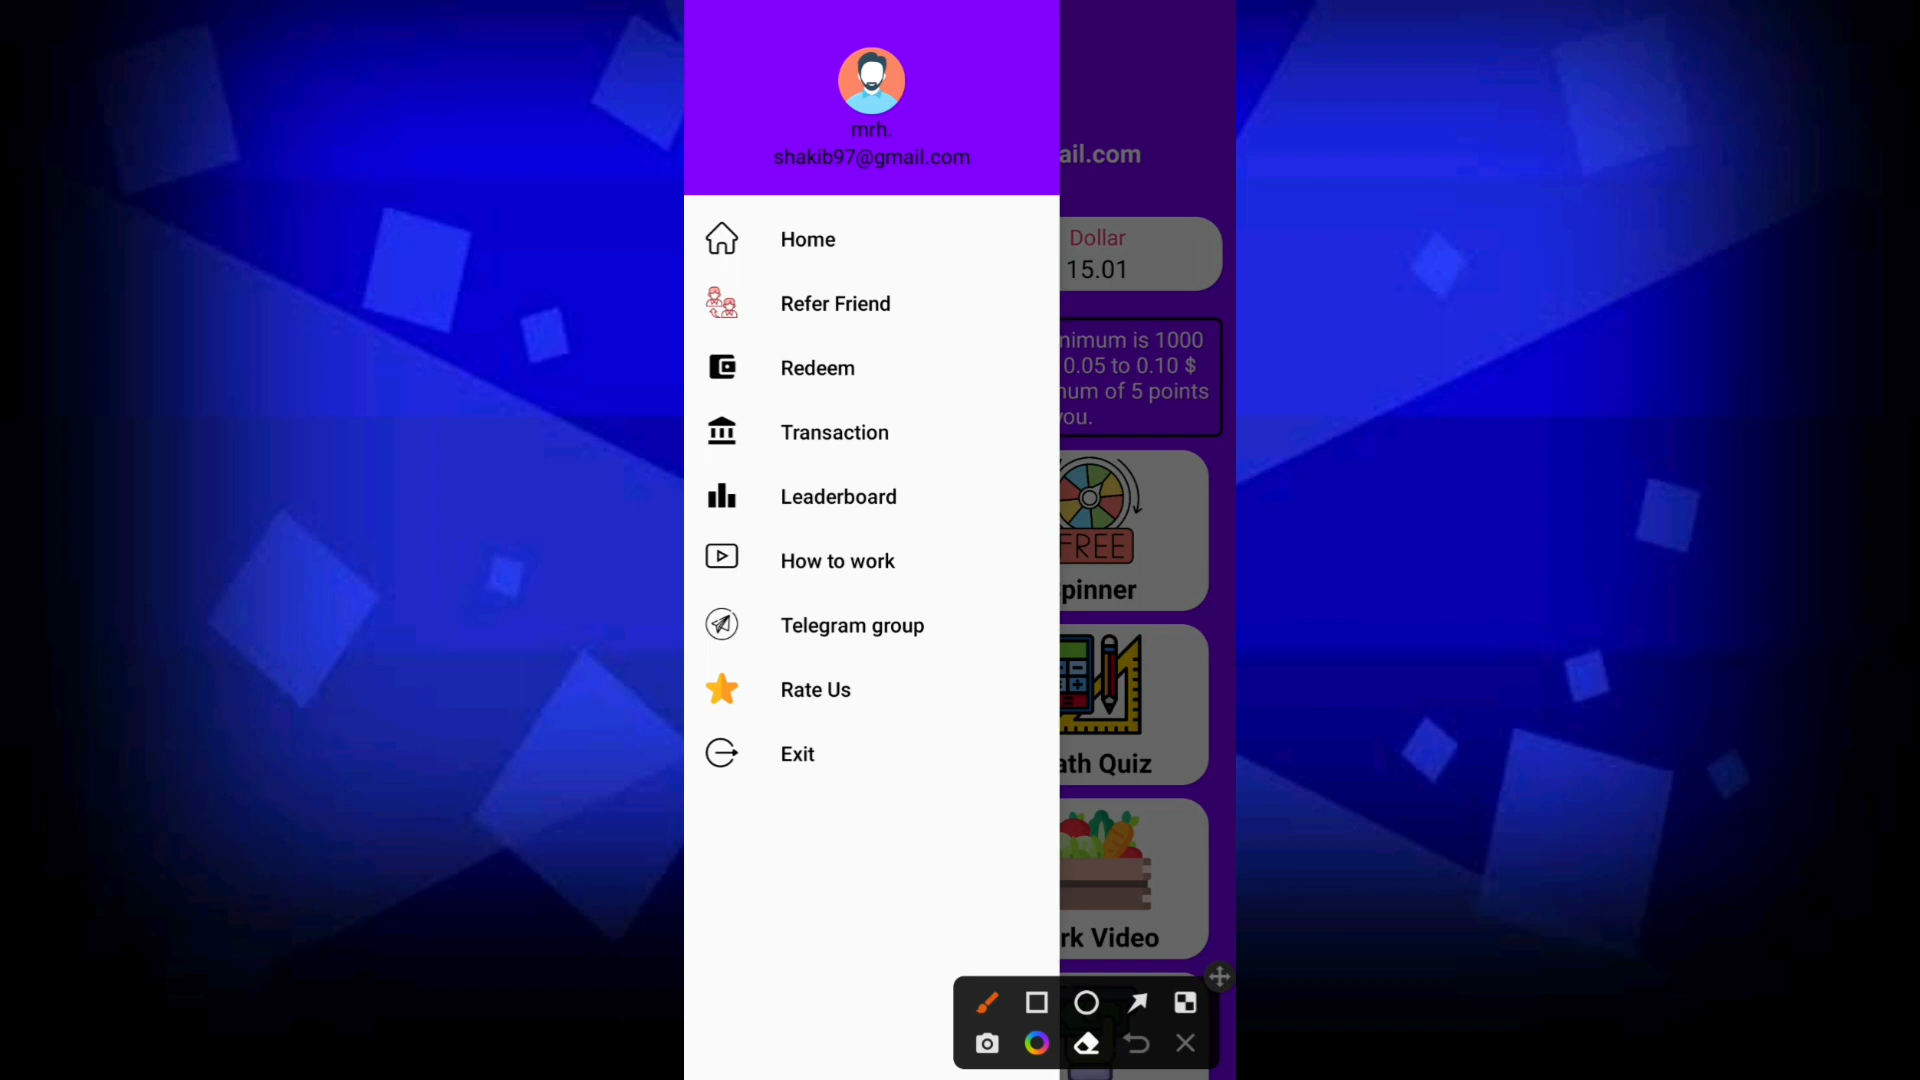 mrh.
shakib97@gmail.com
Home
Refer Friend
Redeem
Transaction
Leaderboard
How to work
Telegram group
Rate Us
Exit
ail.com
Dollar
15.01
nimum is 1000
0.05 to 0.10 $
num of 5 points
you.
FREE
pinner
ath Quiz
rk Video